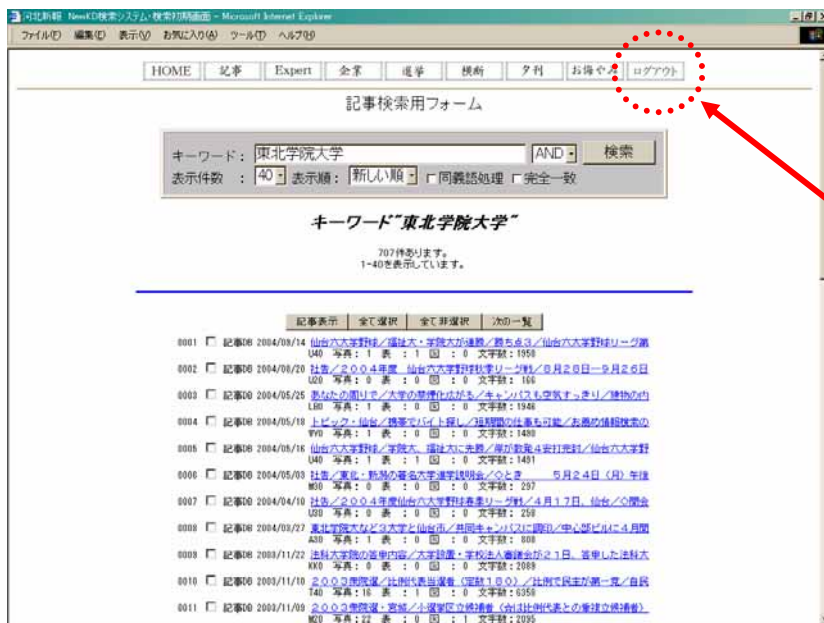 河北新報 NewKD検索システム・検索初期画面 - Microsoft Internet Explorer
ファイル(F) 編集(E) 表示(V) お気に入り(A) ツール(T) ヘルプ(H)
HOME 記事 Expert 企業 選挙 横断 夕刊 お悔やみ ログアウト
記事検索用フォーム
キーワード： 東北学院大学 AND 検索
表示件数 ： 40 表示順： 新しい順 同義語処理 完全一致
キーワード"東北学院大学"
707件あります。
1-40を表示しています。
記事表示 全て選択 全て非選択 次の一覧
0001 記事DB 2004/09/14 仙台六大学野球／福祉大・学院大が連勝／勝ち点3／仙台六大学野球リーグ第
U40 写真: 1 表 : 1 図 : 0 文字数:1958
0002 記事DB 2004/08/20 社告／２００４年度 仙台六大学野球秋季リーグ戦／８月２８日―９月２６日
U20 写真: 0 表 : 0 図 : 0 文字数: 166
0003 記事DB 2004/05/25 あなたの周りで／大学の禁煙化広がる／キャンパスも空気すっきり／建物の内
LB0 写真: 1 表 : 1 図 : 0 文字数:1946
0004 記事DB 2004/05/18 トピック・仙台／携帯でバイト探し／短期間の仕事も可能／お薦め情報検索の
WY0 写真: 1 表 : 1 図 : 0 文字数:1480
0005 記事DB 2004/05/16 仙台六大学野球／学院大、福祉大に先勝／岸が散発４安打完封／仙台六大学野
U40 写真: 1 表 : 1 図 : 0 文字数:1491
0006 記事DB 2004/05/03 社告／東北・新潟の著名大学進学説明会／◇とき ５月２４日（月）午後
M30 写真: 0 表 : 0 図 : 0 文字数: 297
0007 記事DB 2004/04/10 社告／２００４年度仙台六大学野球春季リーグ戦／４月１７日、仙台／◇開会
U30 写真: 0 表 : 0 図 : 0 文字数: 258
0008 記事DB 2004/03/27 東北学院大など３大学と仙台市／共同キャンパスに調印／中心部ビルに４月開
A30 写真: 1 表 : 0 図 : 0 文字数: 808
0009 記事DB 2003/11/22 法科大学院の答申内容／大学設置・学校法人審議会が２１日、答申した法科大
KK0 写真: 0 表 : 0 図 : 0 文字数:2089
0010 記事DB 2003/11/10 ２００３衆院選／比例代表当選者（定数１８０）／比例で民主が第一党／自民
T40 写真:16 表 : 1 図 : 0 文字数:6358
0011 記事DB 2003/11/09 ２００３衆院選・宮城／小選挙区立候補者（合は比例代表との重複立候補者）
M20 写真:22 表 : 0 図 : 1 文字数:2095